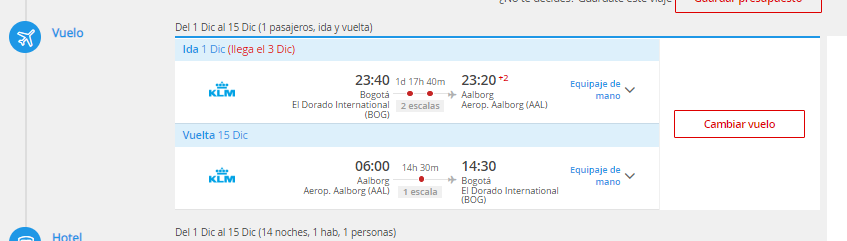 ¿No te decides? Guárdate este viaje
Guardar presupuesto
Vuelo
Del 1 Dic al 15 Dic (1 pasajeros, ida y vuelta)
Ida 1 Dic (llega el 3 Dic)
KLM
23:40
1d 17h 40m
23:20 +2
Bogotá
El Dorado International
(BOG)
2 escalas
Aalborg
Aerop. Aalborg (AAL)
Equipaje de
mano
Cambiar vuelo
Vuelta 15 Dic
KLM
06:00
14h 30m
14:30
Aalborg
Aerop. Aalborg (AAL)
1 escala
Bogotá
El Dorado International
(BOG)
Equipaje de
mano
Hotel
Del 1 Dic al 15 Dic (14 noches, 1 hab, 1 personas)